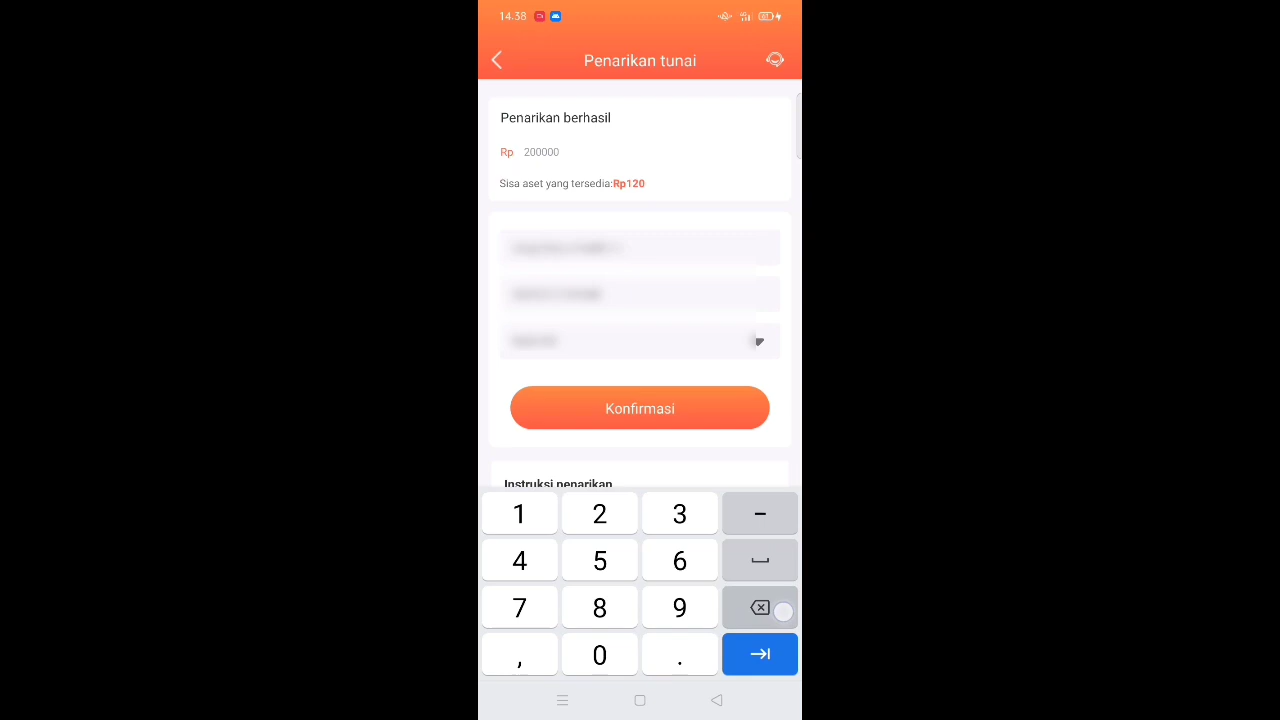 14.38
Penarikan tunai
Penarikan berhasil
Rp 200000
Sisa aset yang tersedia:Rp120
Konfirmasi
Instruksi penarikan
1 2 3 -
4 5 6
7 8 9
, 0 .